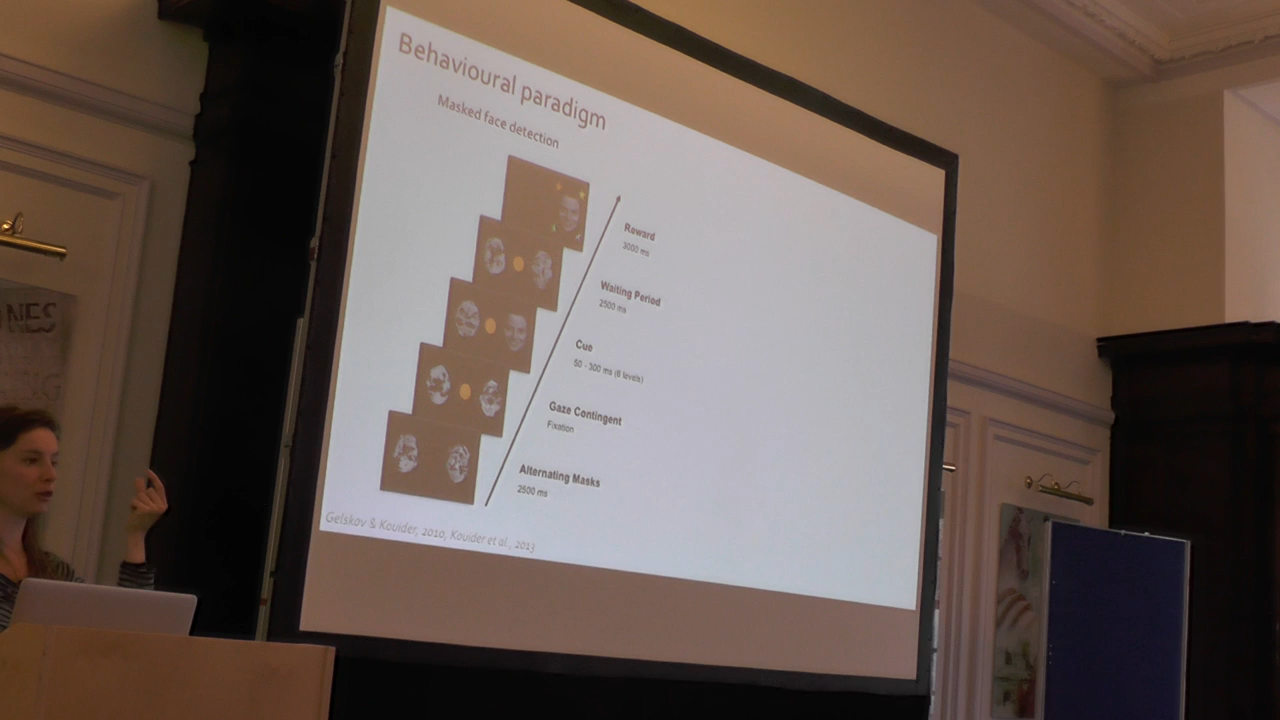 Behavioural paradigm
Masked face detection
Reward
3000 ms
Waiting Period
2500 ms
Cue
50 - 300 ms (6 levels)
Gaze Contingent
Fixation
Alternating Masks
2500 ms
Gelskov & Kouider, 2010, Kouider et al., 2013
NES